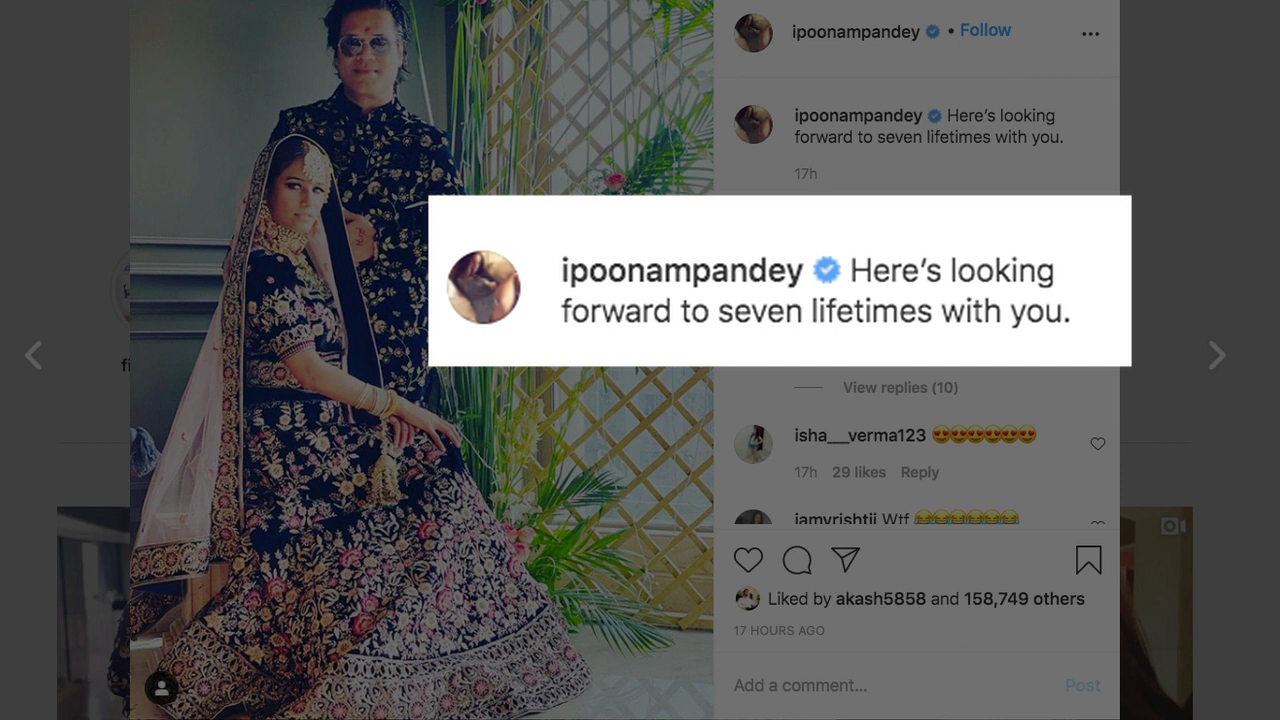 ipoonampandey • Follow
ipoonampandey Here's looking
forward to seven lifetimes with you.
17h
ipoonampandey Here's looking
forward to seven lifetimes with you.
fi
View replies (10)
isha__verma123 😍😍😍😍😍😍
17h 29 likes Reply
iamvrishtii Wtf 😂😂😂😂😂😂
Liked by akash5858 and 158,749 others
17 HOURS AGO
Add a comment... Post